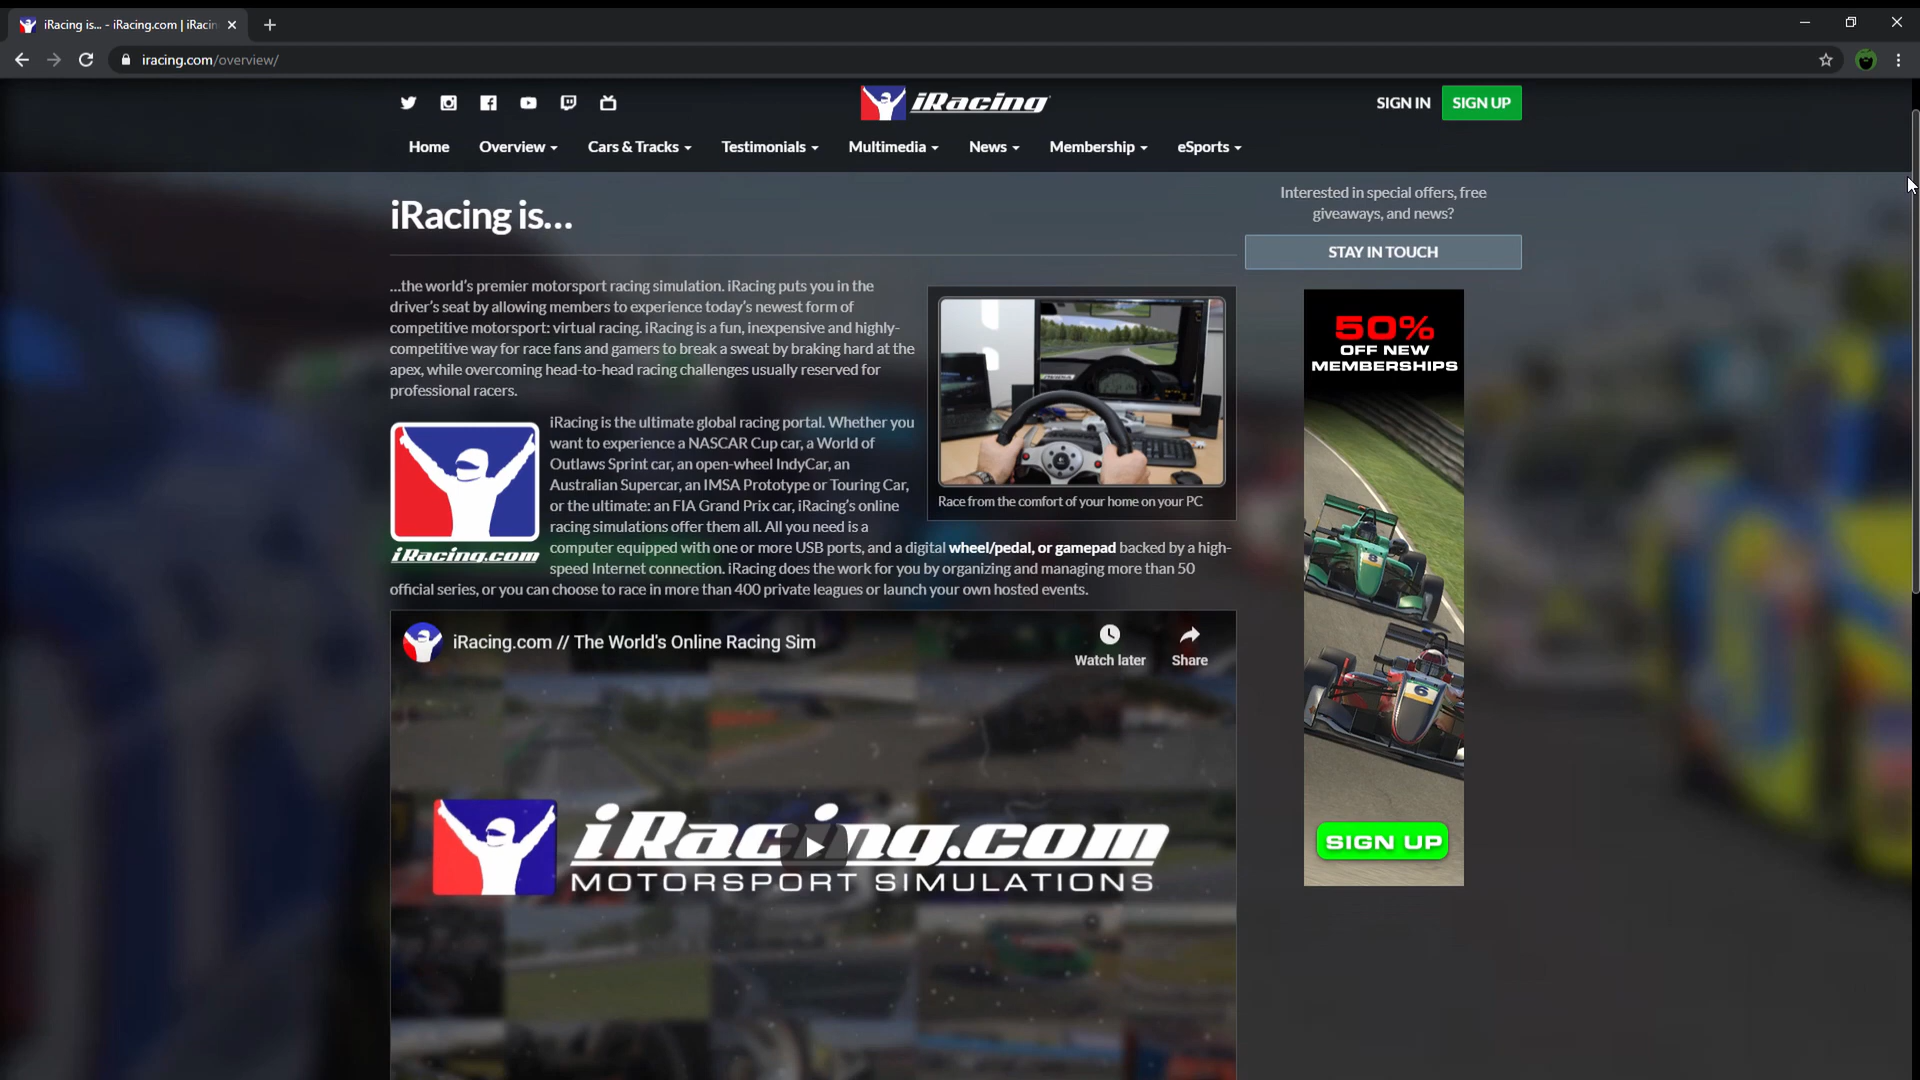 iRacing is... - iRacing.com | iRacin
iracing.com/overview/
iRacing
SIGN IN
SIGN UP
Home
Overview
Cars & Tracks
Testimonials
Multimedia
News
Membership
eSports
iRacing is...
...the world's premier motorsport racing simulation. iRacing puts you in the
driver's seat by allowing members to experience today's newest form of
competitive motorsport: virtual racing. iRacing is a fun, inexpensive and highly-
competitive way for race fans and gamers to break a sweat by braking hard at the
apex, while overcoming head-to-head racing challenges usually reserved for
professional racers.
Race from the comfort of your home on your PC
iRacing.com
iRacing is the ultimate global racing portal. Whether you
want to experience a NASCAR Cup car, a World of
Outlaws Sprint car, an open-wheel IndyCar, an
Australian Supercar, an IMSA Prototype or Touring Car,
or the ultimate: an FIA Grand Prix car, iRacing's online
racing simulations offer them all. All you need is a
computer equipped with one or more USB ports, and a digital wheel/pedal, or gamepad backed by a high-
speed Internet connection. iRacing does the work for you by organizing and managing more than 50
official series, or you can choose to race in more than 400 private leagues or launch your own hosted events.
iRacing.com // The World's Online Racing Sim
Watch later
Share
iRacing.com
MOTORSPORT SIMULATIONS
Interested in special offers, free
giveaways, and news?
STAY IN TOUCH
50%
OFF NEW
MEMBERSHIPS
8
6
SIGN UP